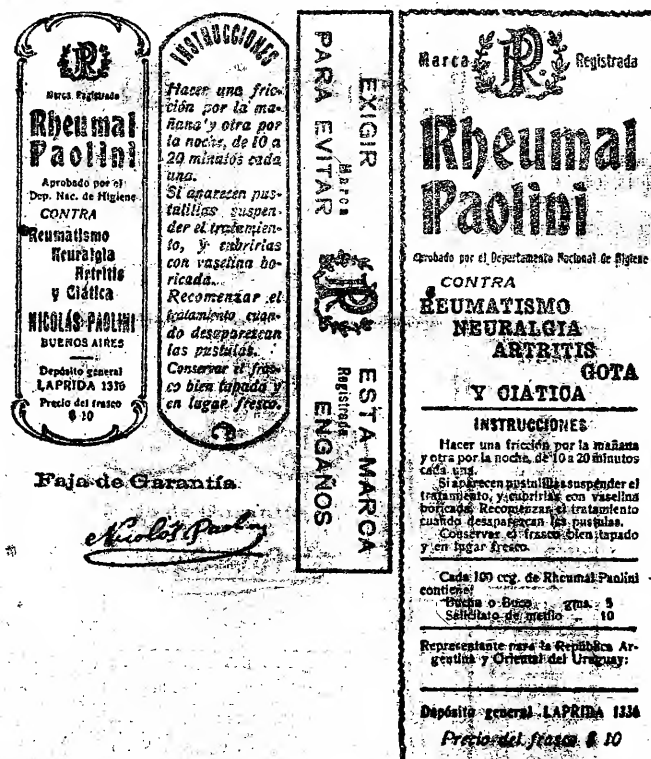 Marca Registrada
Rheumal
Paolini
Aprobado por el
Dep. Nac. de Higiene
CONTRA
Reumatismo
Neuralgia
Artritis
y Ciática
NICOLÁS PAOLINI
BUENOS AIRES
Depósito general
LAPRIDA 1336
Precio del frasco
$ 10
INSTRUCCIONES
Hacer una fric-
ción por la ma-
ñana y otra por
la noche, de 10 a
20 minutos cada
una.
Si aparecen pus-
tulillas suspen-
der el tratamien-
to, y cubrirlas
con vaselina bo-
ricada.
Recomenzar el
tratamiento cuan-
do desaparezcan
las pustulas.
Conservar el fras-
co bien tapado y
en lugar fresco.
Faja de Garantía
Nicolás Paolini
EXIGIR ESTA MARCA
Marca Registrada
PARA EVITAR ENGAÑOS
Marca Registrada
Rheumal
Paolini
Aprobado por el Departamento Nacional de Higiene
CONTRA
REUMATISMO
NEURALGIA
ARTRITIS
GOTA
Y CIATICA
INSTRUCCIONES
Hacer una fricción por la mañana
y otra por la noche, de 10 a 20 minutos
cada una.
Si aparecen pustulillas suspender el
tratamiento, y cubrirlas con vaselina
boricada. Recomenzar el tratamiento
cuando desaparezcan las pustulas.
Conservar el frasco bien tapado
y en lugar fresco.
Cada 100 ccg. de Rheumal Paolini
contiene:
o gms. 5
Salicilato de metilo „ 10
Representante para la República Ar-
gentina y Oriental del Uruguay:
Depósito general LAPRIDA 1336
Precio del frasco $ 10